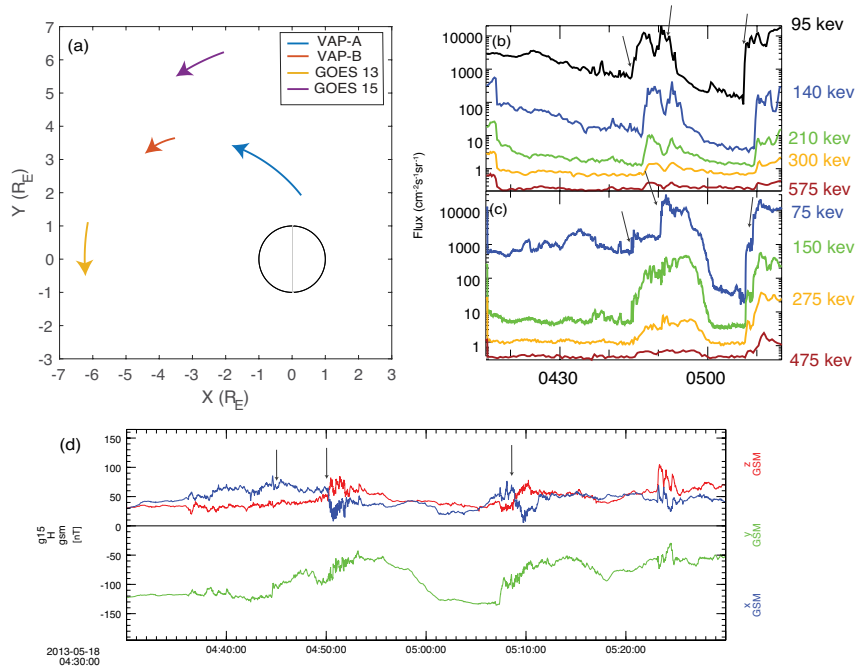 (a)
VAP-A
VAP-B
GOES 13
GOES 15
7
6
5
4
3
2
1
0
-1
-2
-3
Y (R_E)
-7 -6 -5 -4 -3 -2 -1 0 1 2 3
X (R_E)
(b)
10000
1000
100
10
1
95 kev
140 kev
210 kev
300 kev
575 kev
Flux (cm⁻²s⁻¹sr⁻¹)
(c)
10000
1000
100
10
1
75 kev
150 kev
275 kev
475 kev
0430 0500
(d)
150
100
50
0
-50
-100
-150
g15
H
gsm
[nT]
z
GSM
y
GSM
x
GSM
04:40:00 04:50:00 05:00:00 05:10:00 05:20:00
2013-05-18
04:30:00